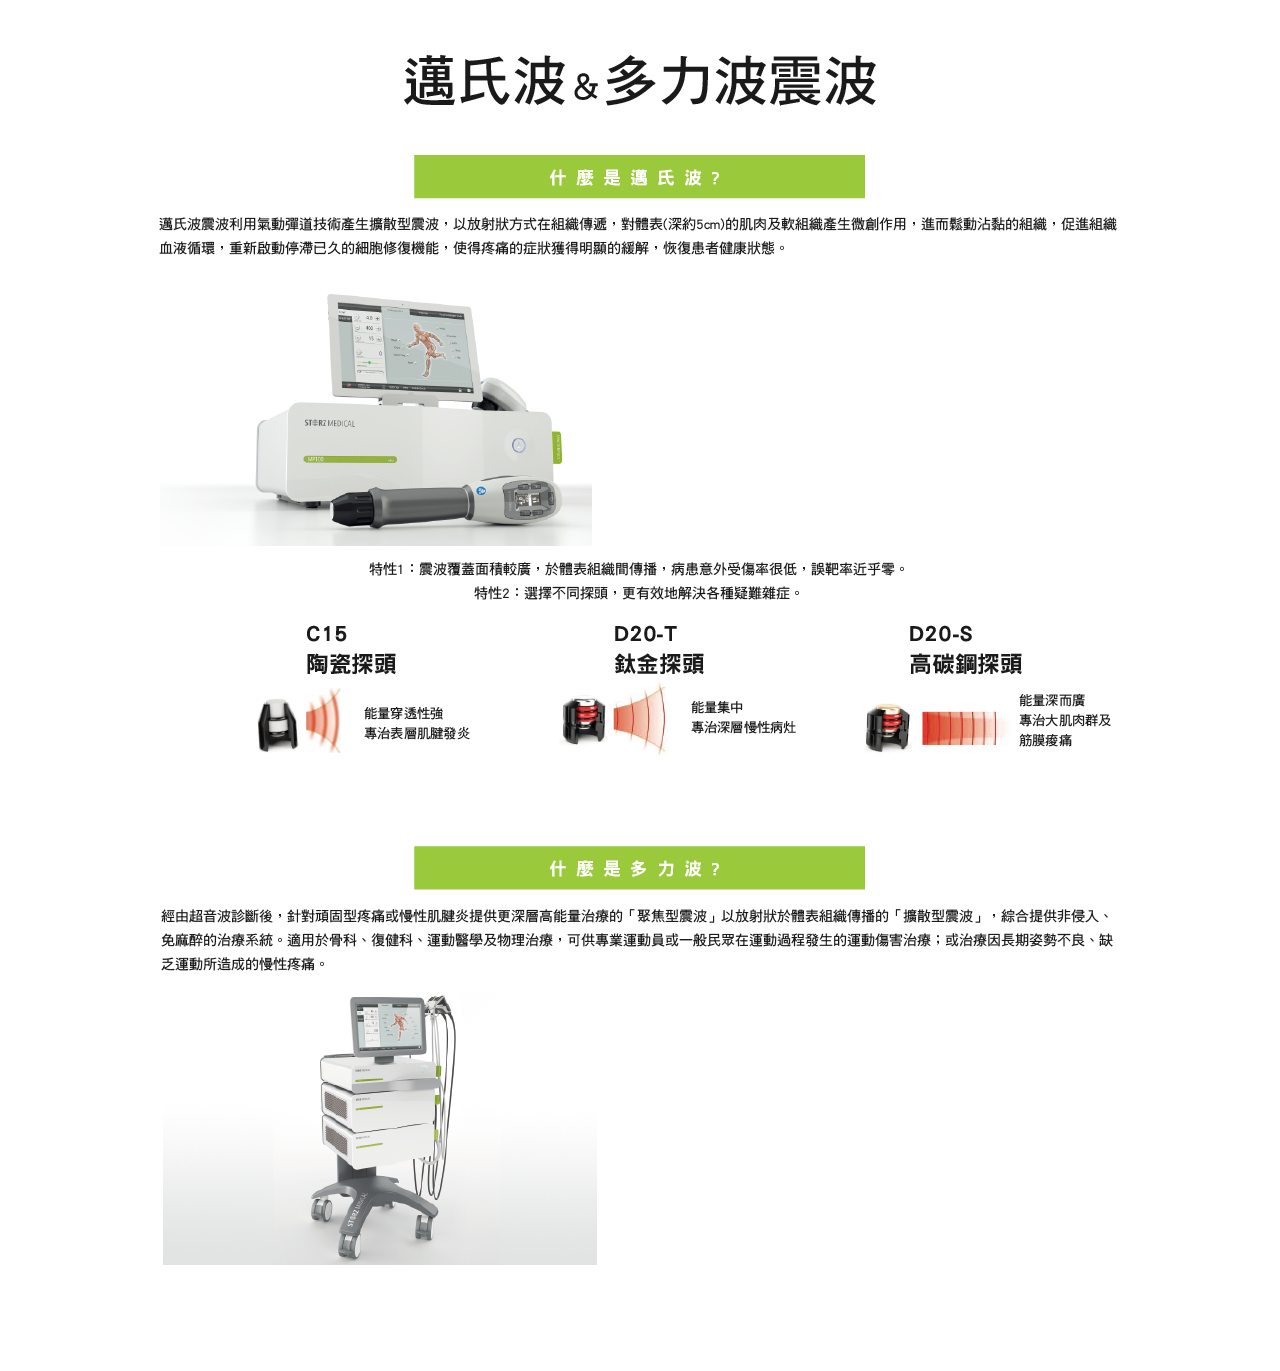 邁氏波&多力波震波
什麼是邁氏波?
邁氏波震波利用氣動彈道技術產生擴散型震波，以放射狀方式在組織傳遞，對體表(深約5cm)的肌肉及軟組織產生微創作用，進而鬆動沾黏的組織，促進組織
血液循環，重新啟動停滯已久的細胞修復機能，使得疼痛的症狀獲得明顯的緩解，恢復患者健康狀態。
STORZ MEDICAL
MP100
特性1：震波覆蓋面積較廣，於體表組織間傳播，病患意外受傷率很低，誤靶率近乎零。
特性2：選擇不同探頭，更有效地解決各種疑難雜症。
C15
陶瓷探頭
能量穿透性強
專治表層肌腱發炎
D20-T
鈦金探頭
能量集中
專治深層慢性病灶
D20-S
高碳鋼探頭
能量深而廣
專治大肌肉群及
筋膜痠痛
什麼是多力波?
經由超音波診斷後，針對頑固型疼痛或慢性肌腱炎提供更深層高能量治療的「聚焦型震波」以放射狀於體表組織傳播的「擴散型震波」，綜合提供非侵入、
免麻醉的治療系統。適用於骨科、復健科、運動醫學及物理治療，可供專業運動員或一般民眾在運動過程發生的運動傷害治療；或治療因長期姿勢不良、缺
乏運動所造成的慢性疼痛。
STORZ MEDICAL